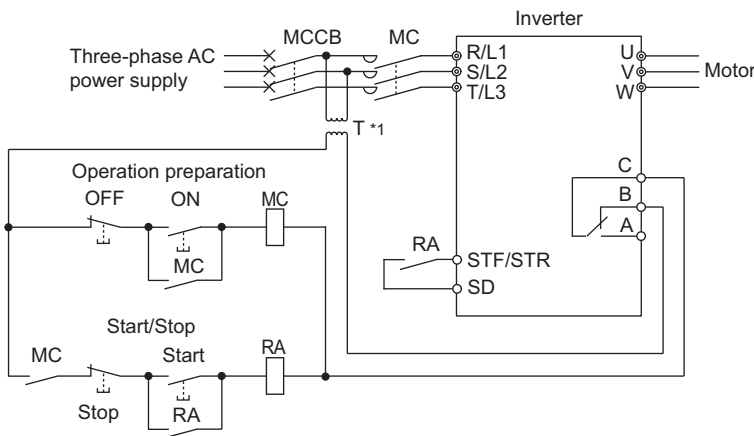 Inverter
MCCB
MC
Three-phase AC
power supply
R/L1
S/L2
T/L3
U
V
W
Motor
T *1
Operation preparation
OFF
ON
MC
MC
C
B
A
RA
STF/STR
SD
Start/Stop
MC
Start
RA
Stop
RA